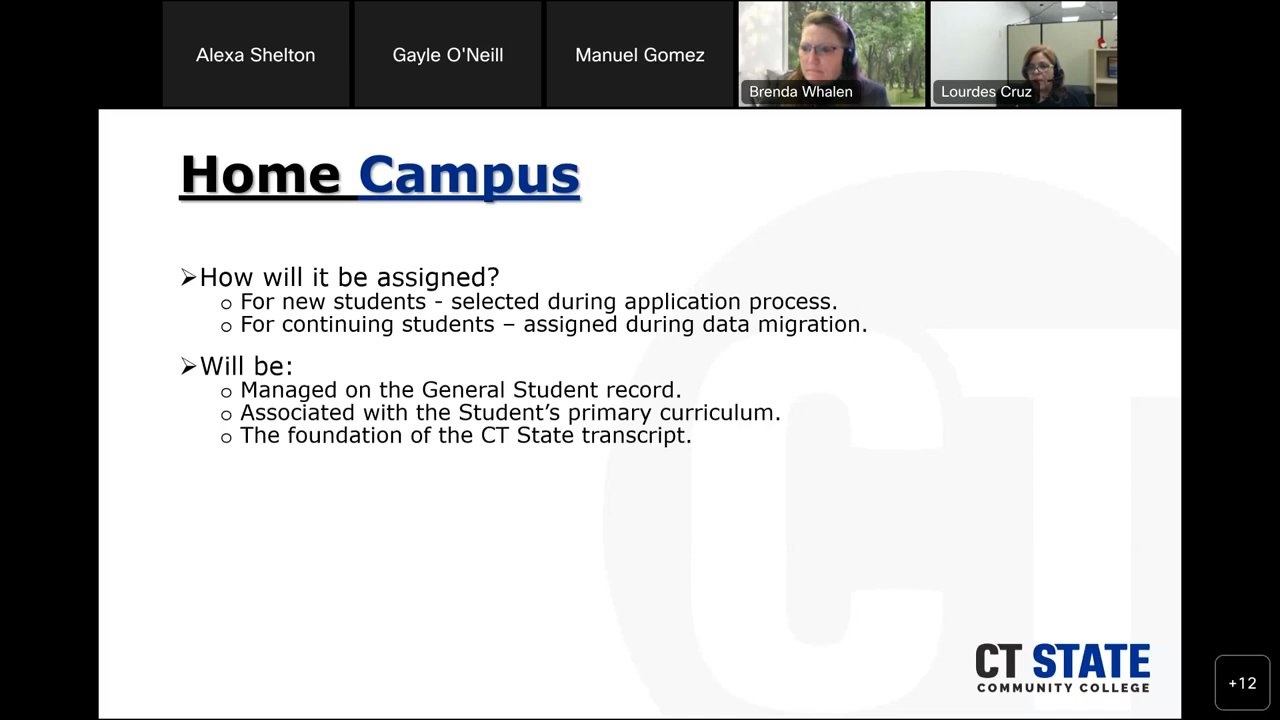 Alexa Shelton
Gayle O'Neill
Manuel Gomez
Brenda Whalen
Lourdes Cruz
Home Campus
➢How will it be assigned?
o For new students - selected during application process.
o For continuing students – assigned during data migration.
➢Will be:
o Managed on the General Student record.
o Associated with the Student’s primary curriculum.
o The foundation of the CT State transcript.
CT
CT STATE
COMMUNITY COLLEGE
+12